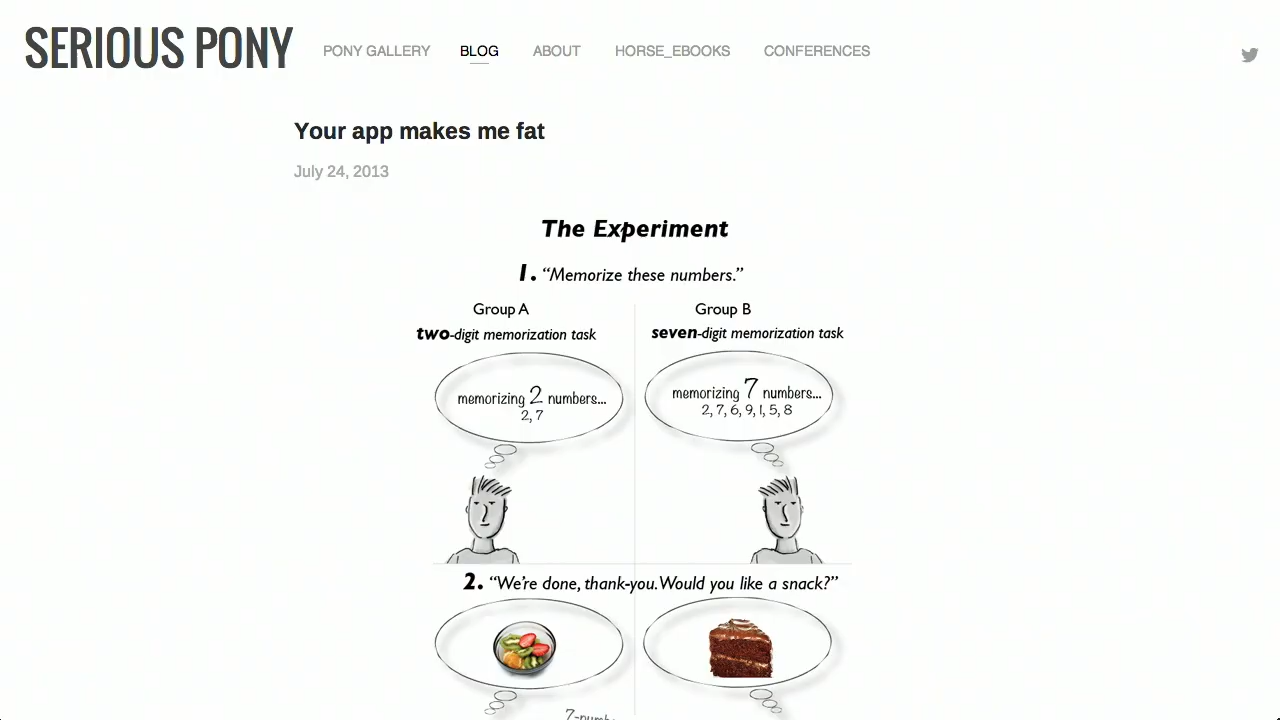 SERIOUS PONY
PONY GALLERY BLOG ABOUT HORSE_EBOOKS CONFERENCES
Your app makes me fat
July 24, 2013
The Experiment
1. “Memorize these numbers.”
Group A
two-digit memorization task
memorizing 2 numbers...
2, 7
Group B
seven-digit memorization task
memorizing 7 numbers...
2, 7, 6, 9, 1, 5, 8
2. “We’re done, thank-you. Would you like a snack?”